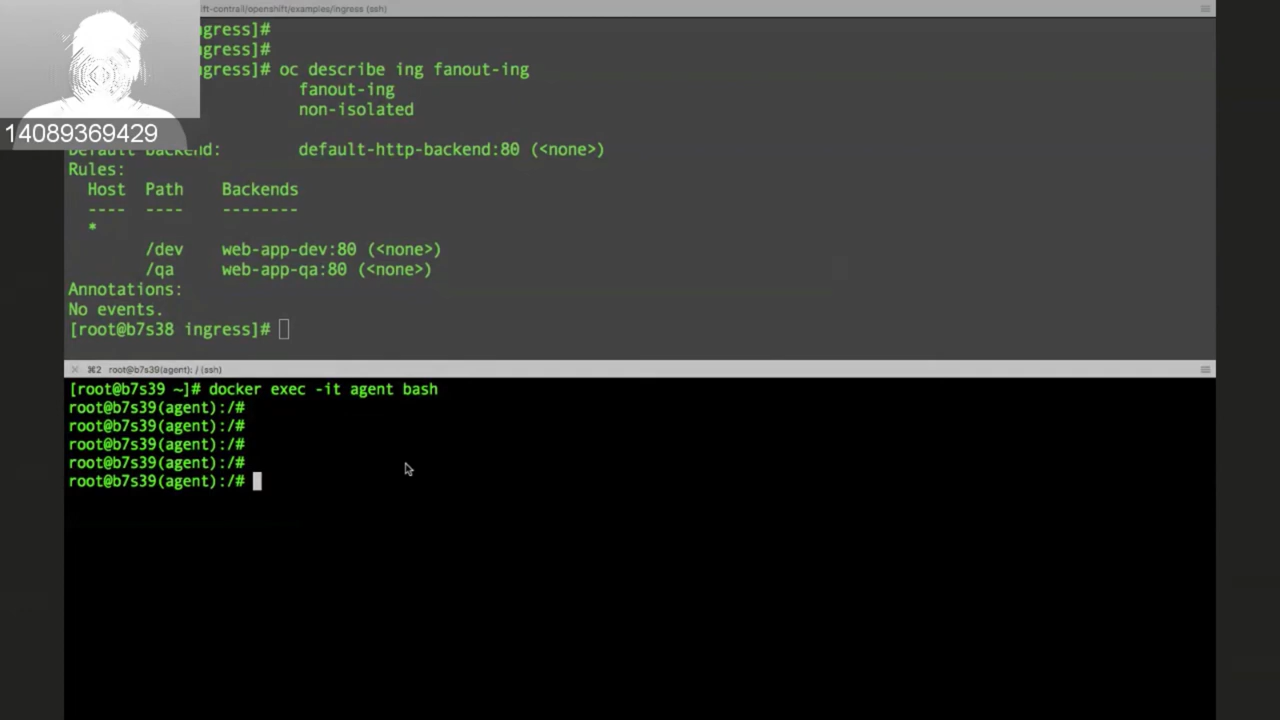 ift-contrail/openshift/examples/ingress (ssh)
ngress]#
ngress]#
ngress]# oc describe ing fanout-ing
fanout-ing
non-isolated
14089369429
Default backend: default-http-backend:80 (<none>)
Rules:
Host Path Backends
---- ---- --------
*
/dev web-app-dev:80 (<none>)
/qa web-app-qa:80 (<none>)
Annotations:
No events.
[root@b7s38 ingress]#
⌘2 root@b7s39(agent): / (ssh)
[root@b7s39 ~]# docker exec -it agent bash
root@b7s39(agent):/#
root@b7s39(agent):/#
root@b7s39(agent):/#
root@b7s39(agent):/#
root@b7s39(agent):/#